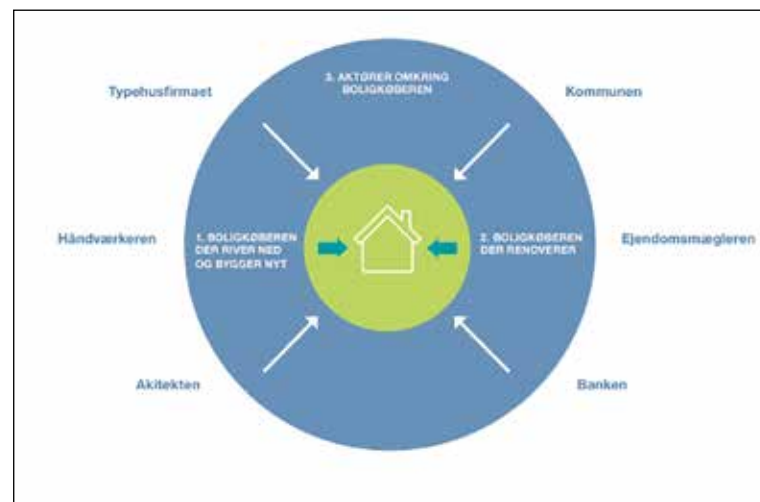 3. AKTØRER OMKRING
BOLIGKØBEREN
Typehusfirmaet
Kommunen
Håndværkeren
1. BOLIGKØBEREN
DER RIVER NED
OG BYGGER NYT
2. BOLIGKØBEREN
DER RENOVERER
Ejendomsmægleren
Akitekten
Banken